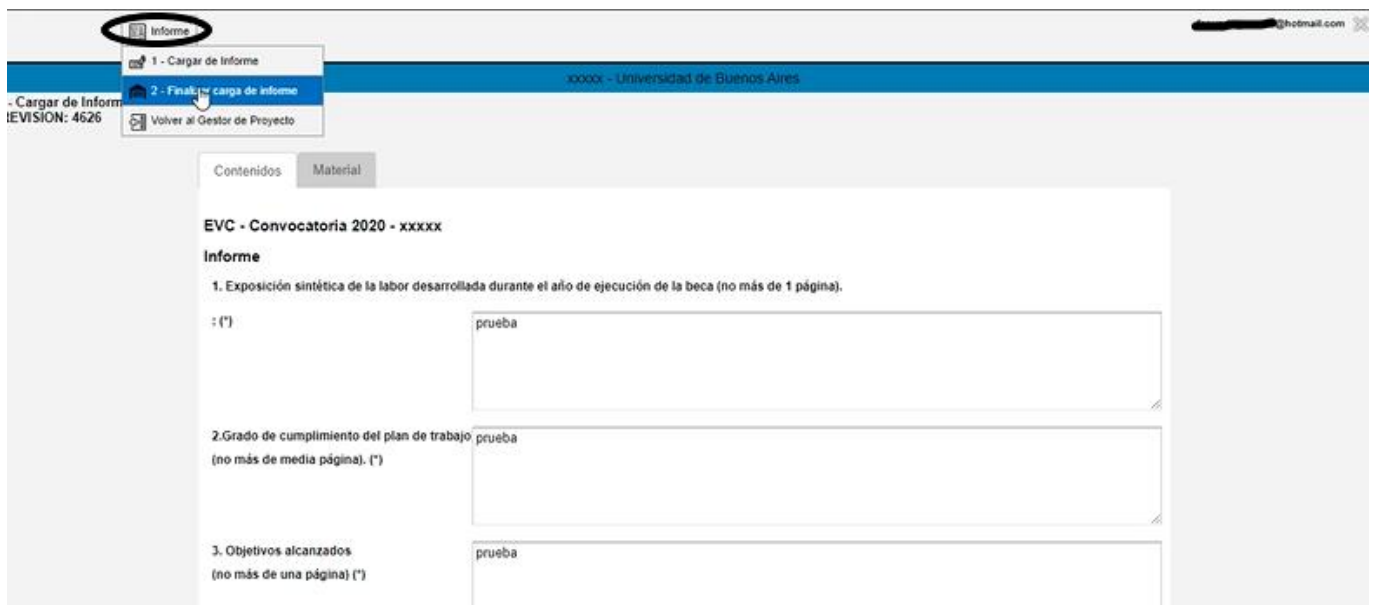 Informe
@hotmail.com
1 - Cargar de Informe
xxxxx - Universidad de Buenos Aires
2 - Finalizar carga de informe
- Cargar de Inform
REVISION: 4626
Volver al Gestor de Proyecto
Contenidos
Material
EVC - Convocatoria 2020 - xxxxx
Informe
1. Exposición sintética de la labor desarrollada durante el año de ejecución de la beca (no más de 1 página).
: (*)
prueba
2.Grado de cumplimiento del plan de trabajo
prueba
(no más de media página). (*)
3. Objetivos alcanzados
prueba
(no más de una página) (*)